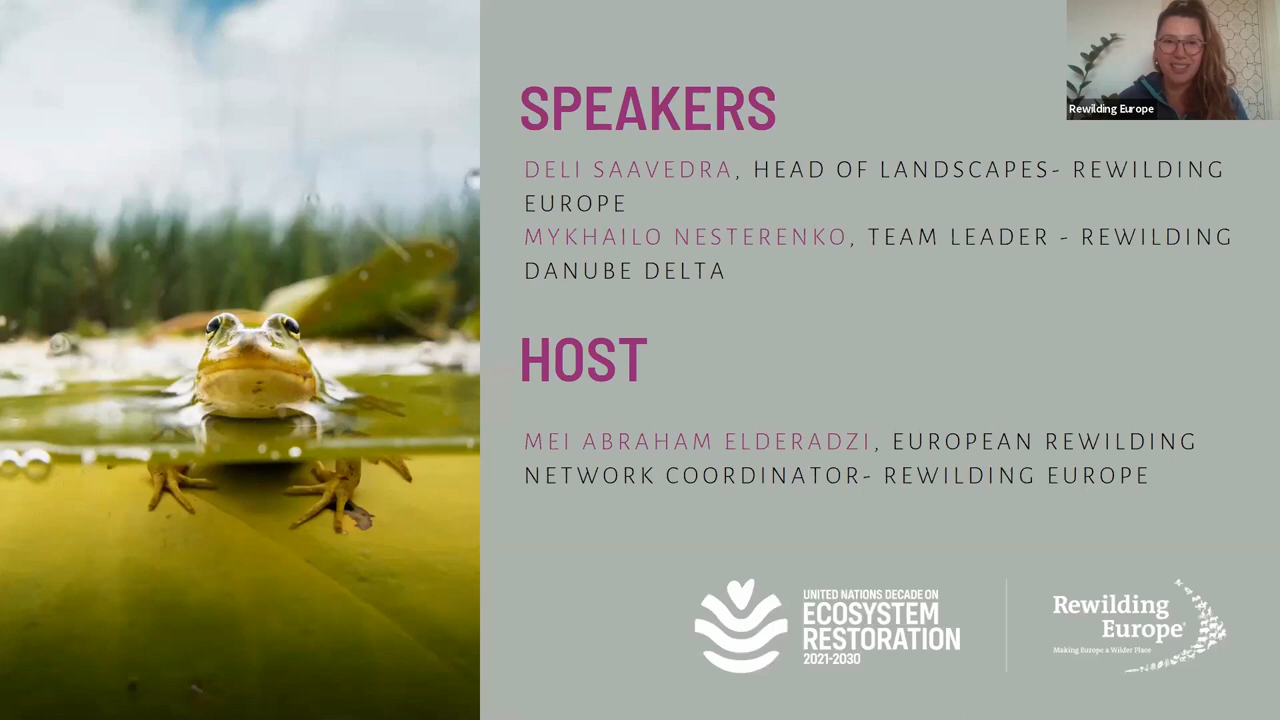 SPEAKERS
Rewilding Europe
DELI SAAVEDRA, HEAD OF LANDSCAPES- REWILDING
EUROPE
MYKHAILO NESTERENKO, TEAM LEADER - REWILDING
DANUBE DELTA
HOST
MEI ABRAHAM ELDERADZI, EUROPEAN REWILDING
NETWORK COORDINATOR- REWILDING EUROPE
UNITED NATIONS DECADE ON
ECOSYSTEM
RESTORATION
2021-2030
Rewilding
Europe
Making Europe a Wilder Place